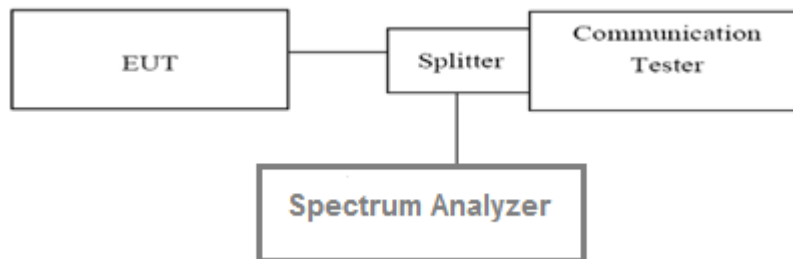 EUT
Splitter
Communication
Tester
Spectrum Analyzer